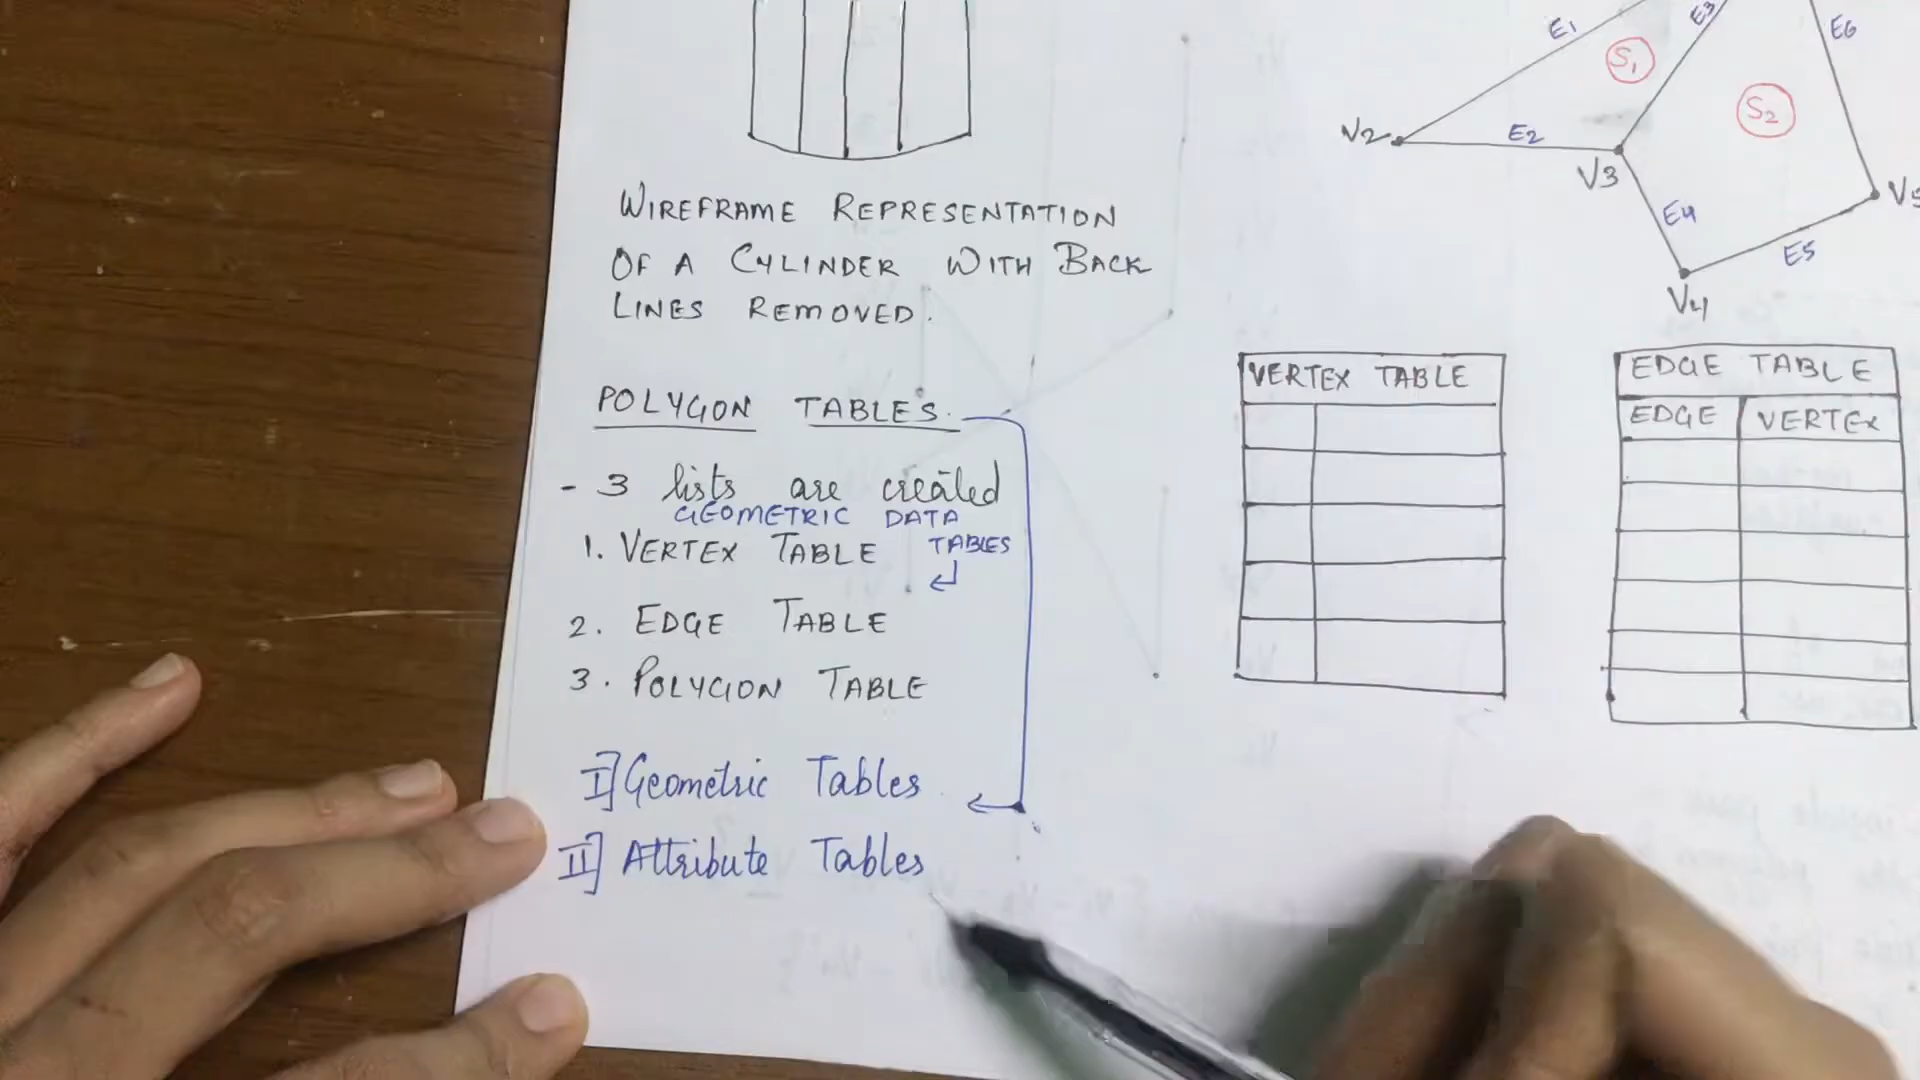 WIREFRAME REPRESENTATION
OF A CYLINDER WITH BACK
LINES REMOVED.
POLYGON TABLES.
- 3 lists are created
GEOMETRIC DATA
TABLES
1. VERTEX TABLE
2. EDGE TABLE
3. POLYGON TABLE
I] Geometric Tables
II] Attribute Tables
E1
E3
E6
S1
S2
V2
E2
V3
V5
E4
E5
V4
VERTEX TABLE
EDGE TABLE
EDGE VERTEX